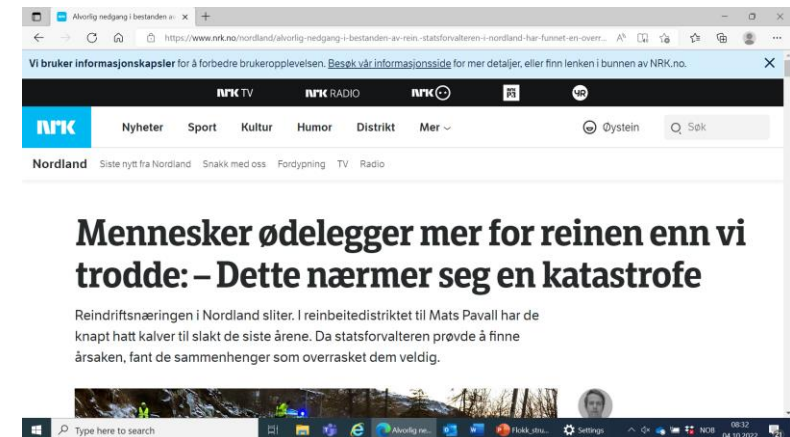 Alvorlig nedgang i bestanden av
https://www.nrk.no/nordland/alvorlig-nedgang-i-bestanden-av-rein.-statsforvalteren-i-nordland-har-funnet-en-overr...
Vi bruker informasjonskapsler for å forbedre brukeropplevelsen. Besøk vår informasjonsside for mer detaljer, eller finn lenken i bunnen av NRK.no.
NRK TV NRK RADIO NRK NRK P3 YR
NRK Nyheter Sport Kultur Humor Distrikt Mer Øystein Søk
Nordland Siste nytt fra Nordland Snakk med oss Fordypning TV Radio
Mennesker ødelegger mer for reinen enn vi
trodde: – Dette nærmer seg en katastrofe
Reindriftsnæringen i Nordland sliter. I reinbeitedistriktet til Mats Pavall har de
knapt hatt kalver til slakt de siste årene. Da statsforvalteren prøvde å finne
årsaken, fant de sammenhenger som overrasket dem veldig.
Type here to search Alvorlig ne... Flokk_stru... Settings NOB 08:32
04.10.2022